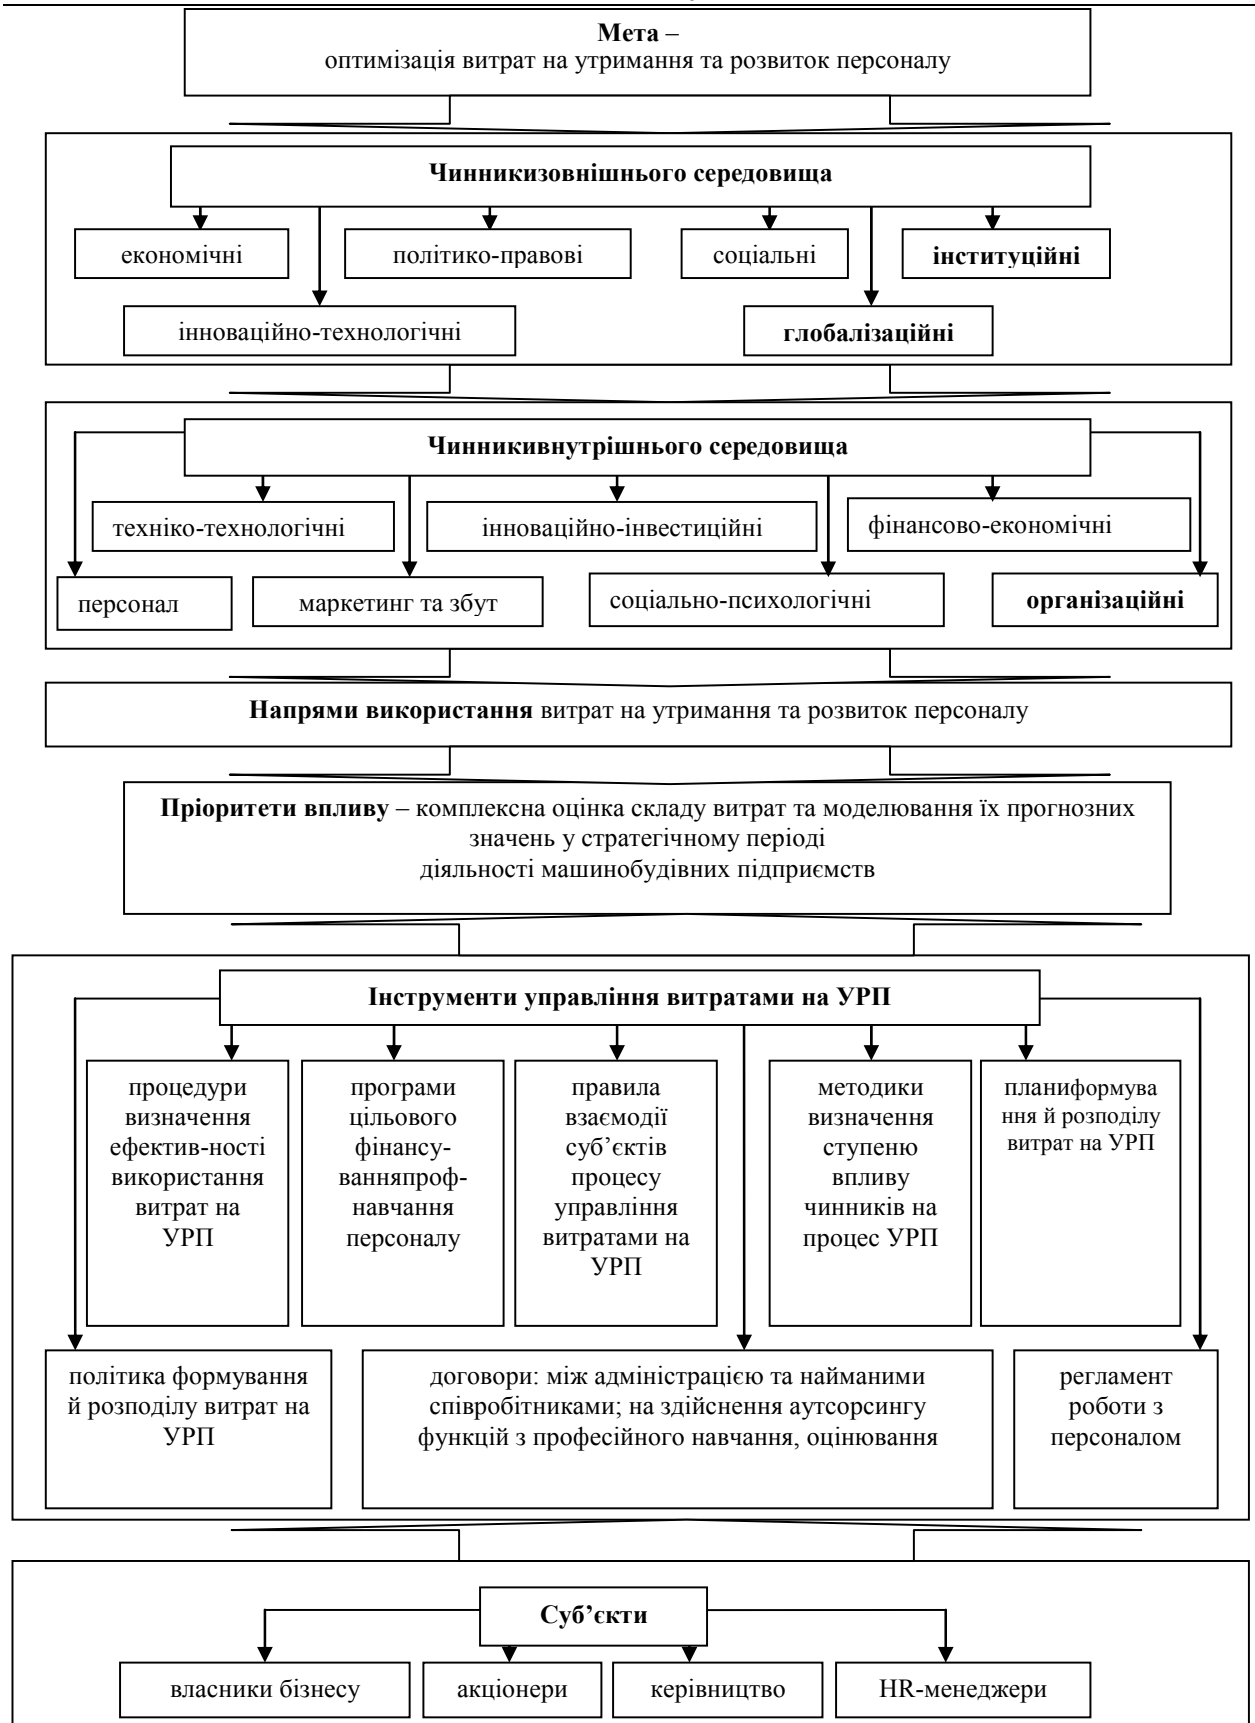 Мета –
оптимізація витрат на утримання та розвиток персоналу
Чинникизовнішнього середовища
економічні
політико-правові
соціальні
інституційні
інноваційно-технологічні
глобалізаційні
Чинникивнутрішнього середовища
техніко-технологічні
інноваційно-інвестиційні
фінансово-економічні
персонал
маркетинг та збут
соціально-психологічні
організаційні
Напрями використання витрат на утримання та розвиток персоналу
Пріоритети впливу – комплексна оцінка складу витрат та моделювання їх прогнозних
значень у стратегічному періоді
діяльності машинобудівних підприємств
Інструменти управління витратами на УРП
процедури
визначення
ефектив-ності
використання
витрат на
УРП
програми
цільового
фінансу-
ванняпроф-
навчання
персоналу
правила
взаємодії
суб’єктів
процесу
управління
витратами на
УРП
методики
визначення
ступеню
впливу
чинників на
процес УРП
планиформува
ння й розподілу
витрат на УРП
політика формування
й розподілу витрат на
УРП
договори: між адміністрацією та найманими
співробітниками; на здійснення аутсорсингу
функцій з професійного навчання, оцінювання
регламент
роботи з
персоналом
Суб’єкти
власники бізнесу
акціонери
керівництво
HR-менеджери